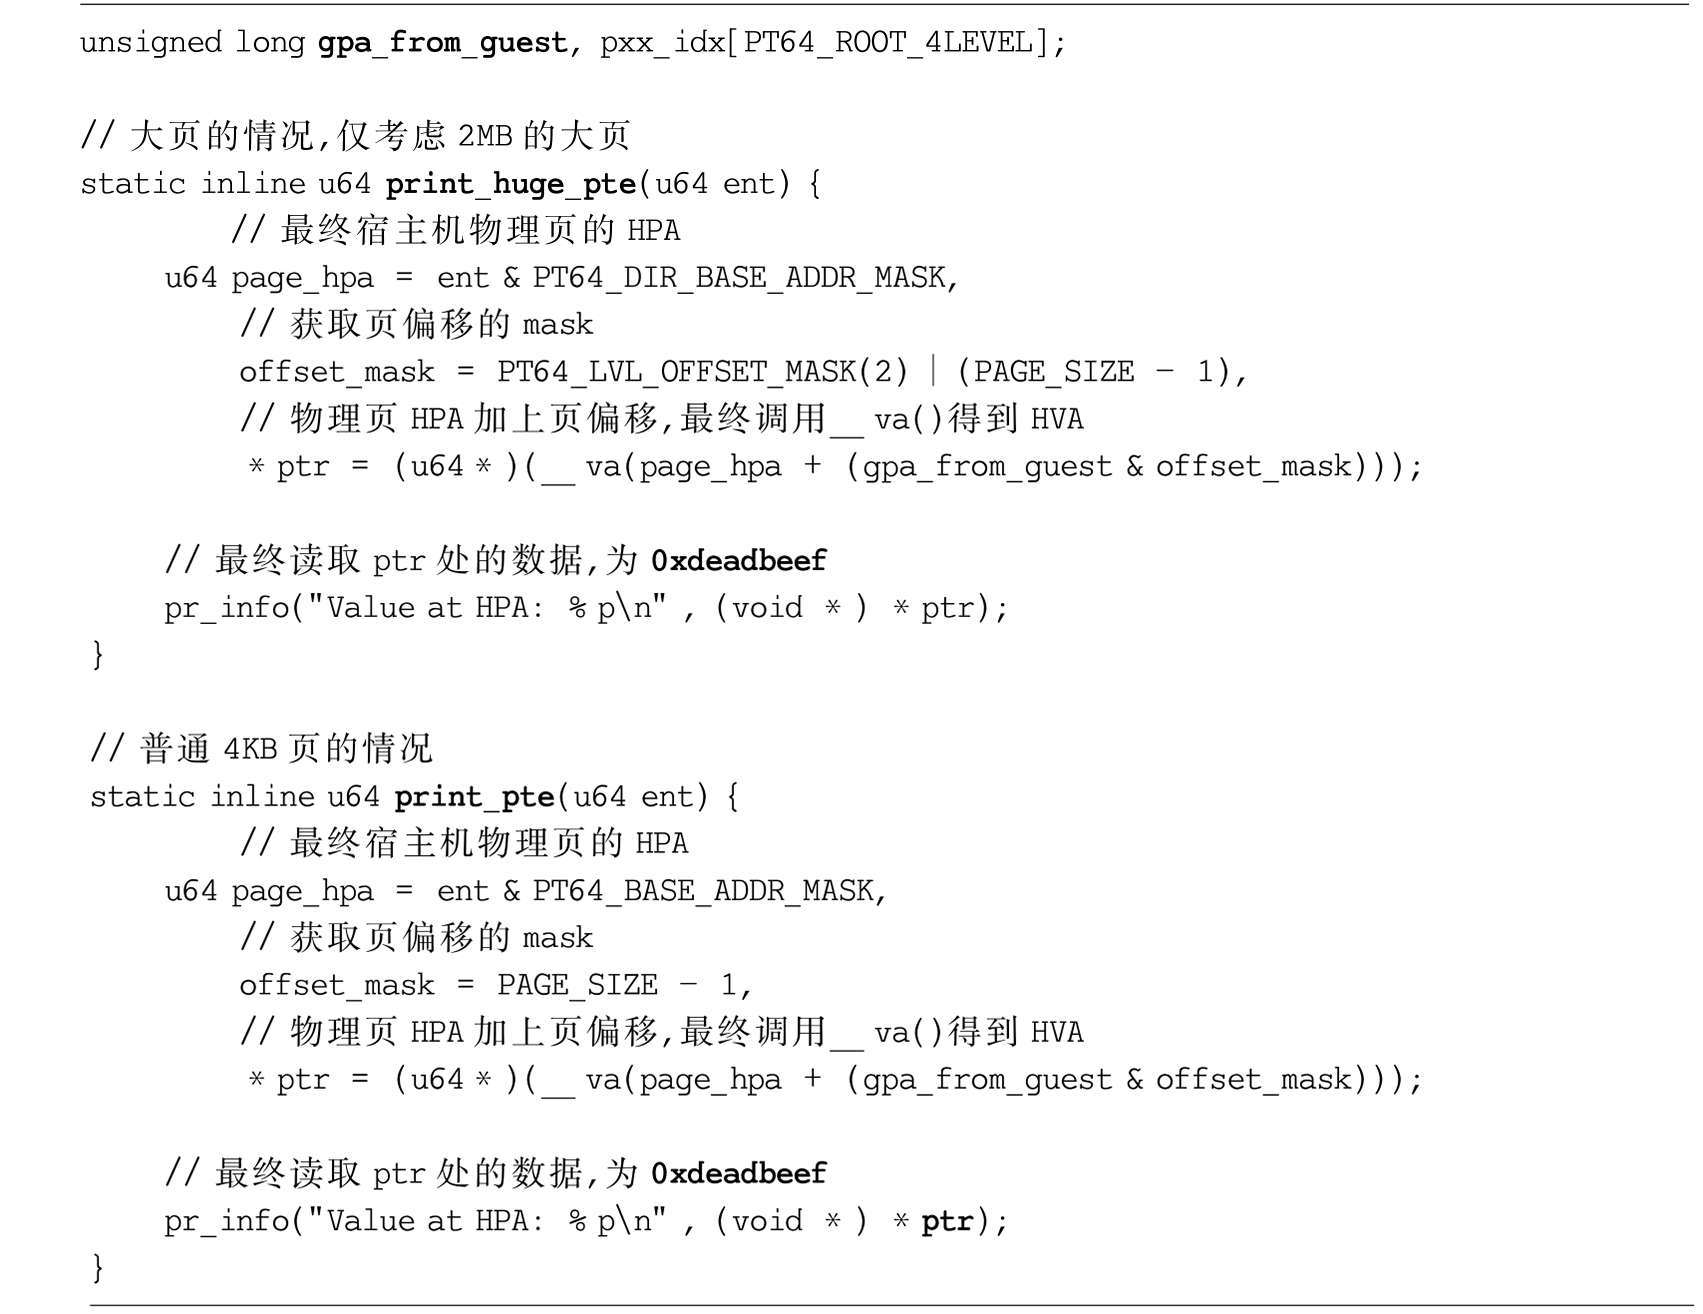 unsigned long gpa_from_guest, pxx_idx[PT64_ROOT_4LEVEL];
// 大页的情况,仅考虑 2MB 的大页
static inline u64 print_huge_pte(u64 ent) {
// 最终宿主机物理页的 HPA
u64 page_hpa = ent & PT64_DIR_BASE_ADDR_MASK,
// 获取页偏移的 mask
offset_mask = PT64_LVL_OFFSET_MASK(2) | (PAGE_SIZE - 1),
// 物理页 HPA 加上页偏移,最终调用__va()得到 HVA
*ptr = (u64*)(__va(page_hpa + (gpa_from_guest & offset_mask)));
// 最终读取 ptr 处的数据,为 0xdeadbeef
pr_info("Value at HPA: %p\n", (void *) *ptr);
}
// 普通 4KB 页的情况
static inline u64 print_pte(u64 ent) {
// 最终宿主机物理页的 HPA
u64 page_hpa = ent & PT64_BASE_ADDR_MASK,
// 获取页偏移的 mask
offset_mask = PAGE_SIZE - 1,
// 物理页 HPA 加上页偏移,最终调用__va()得到 HVA
*ptr = (u64*)(__va(page_hpa + (gpa_from_guest & offset_mask)));
// 最终读取 ptr 处的数据,为 0xdeadbeef
pr_info("Value at HPA: %p\n", (void *) *ptr);
}